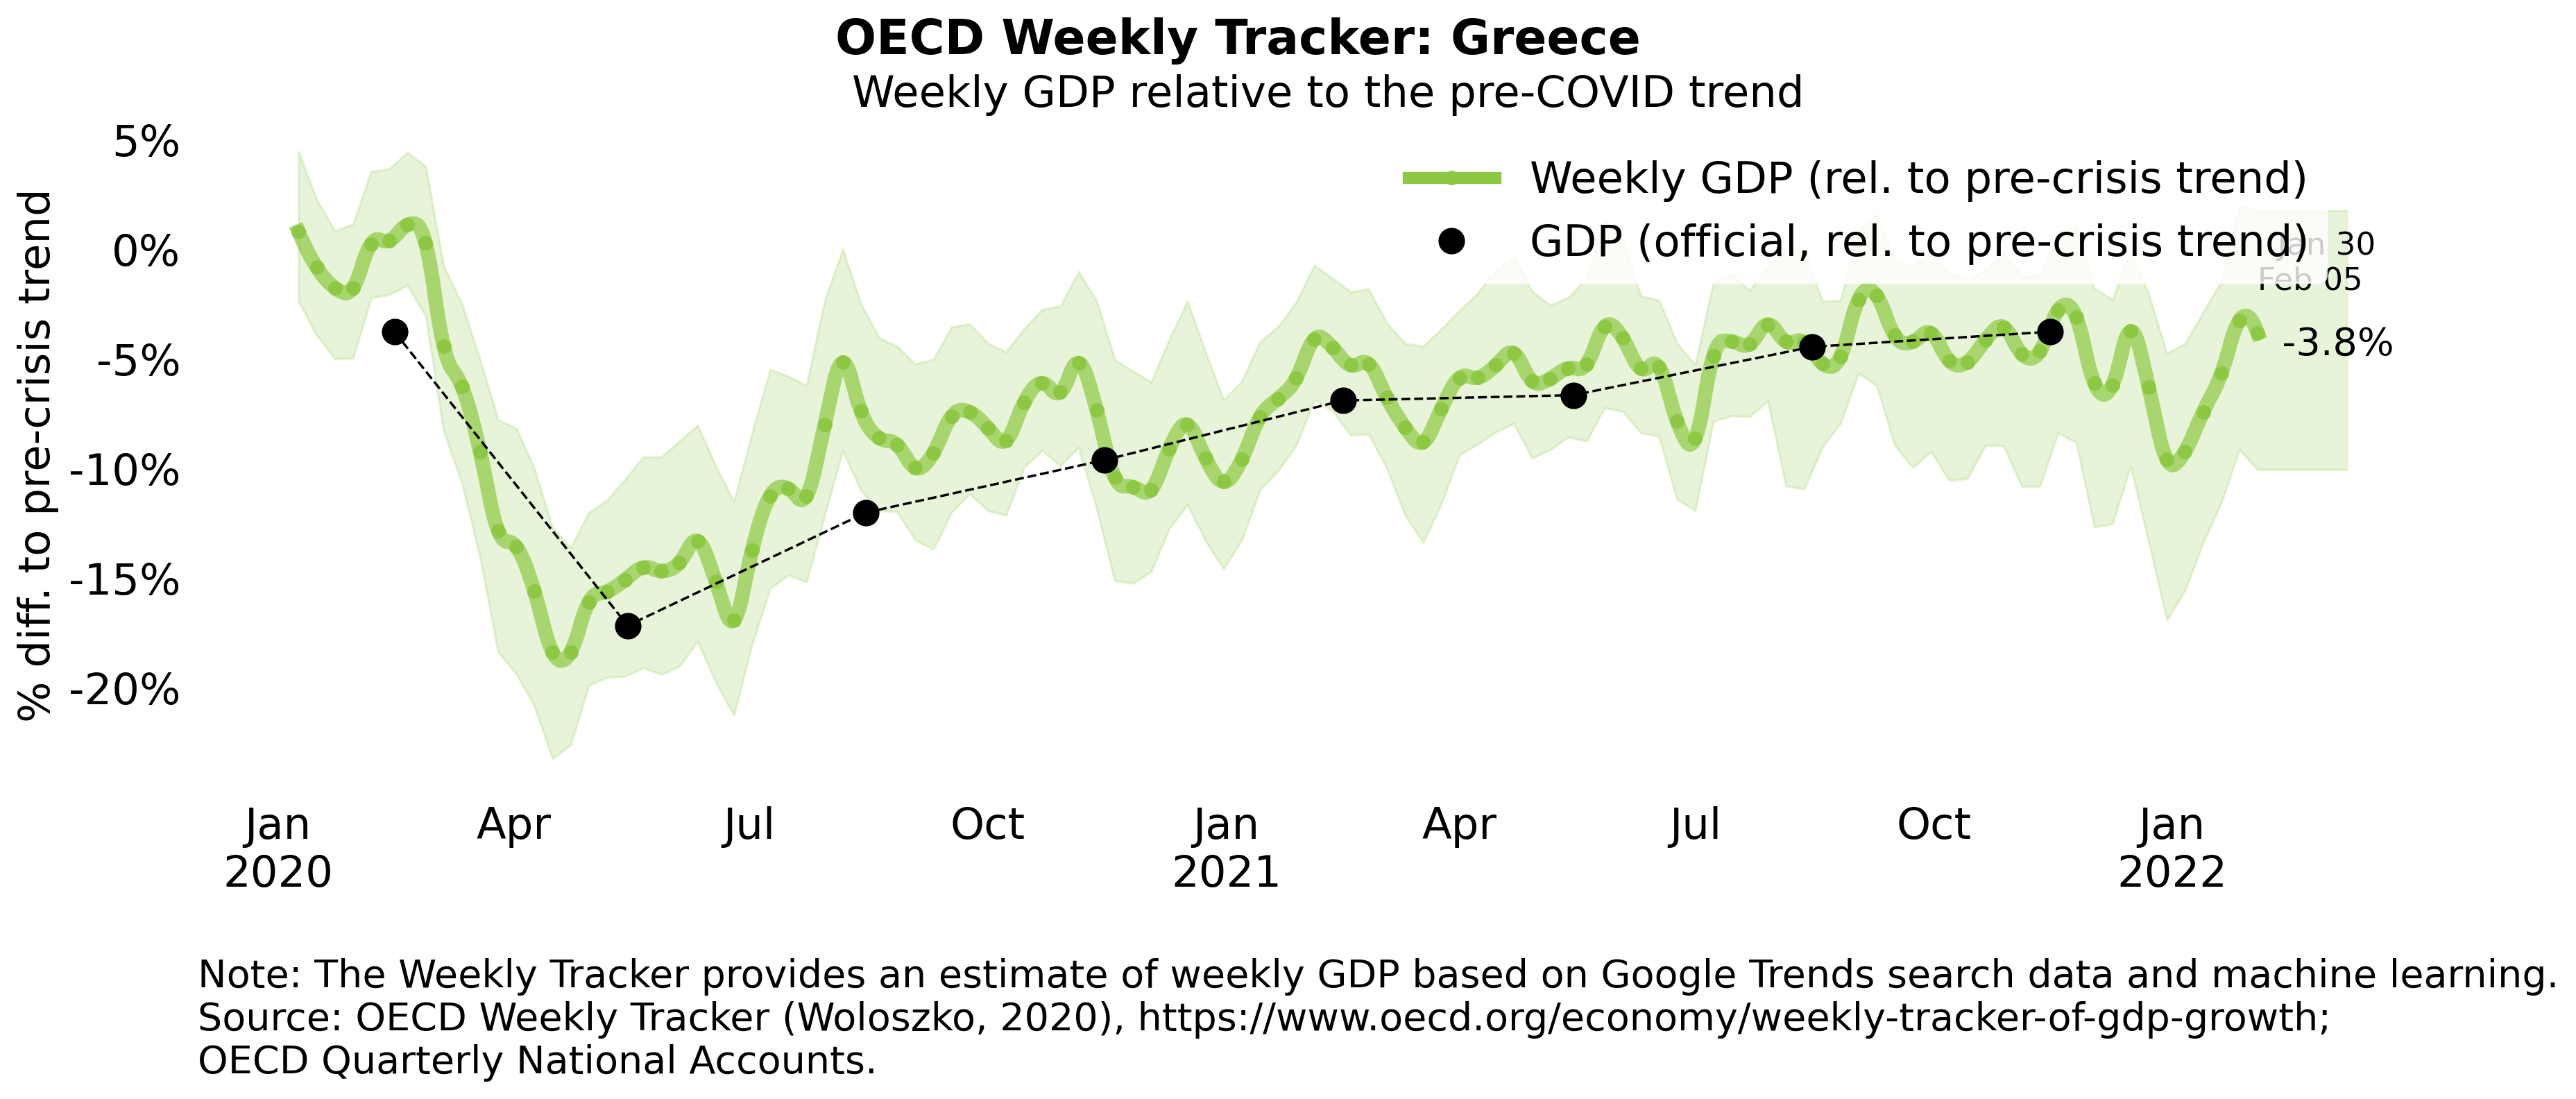 OECD Weekly Tracker: Greece
Weekly GDP relative to the pre-COVID trend
% diff. to pre-crisis trend
5%
0%
-5%
-10%
-15%
-20%
Weekly GDP (rel. to pre-crisis trend)
GDP (official, rel. to pre-crisis trend)
Jan 30
Feb 05
-3.8%
Jan Apr Jul Oct Jan Apr Jul Oct Jan
2020 2021 2022
Note: The Weekly Tracker provides an estimate of weekly GDP based on Google Trends search data and machine learning.
Source: OECD Weekly Tracker (Woloszko, 2020), https://www.oecd.org/economy/weekly-tracker-of-gdp-growth;
OECD Quarterly National Accounts.